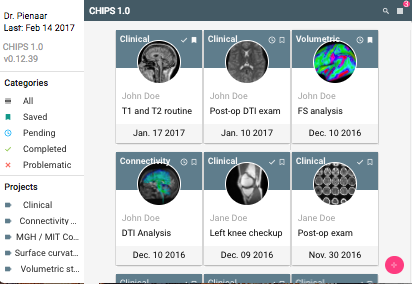 Dr. Pienaar
Last: Feb 14 2017
CHIPS 1.0
v0.12.39
Categories
All
Saved
Pending
Completed
Problematic
Projects
Clinical
Connectivity ...
MGH / MIT Co...
Surface curvat...
Volumetric st...
CHIPS 1.0
3
Clinical
John Doe
T1 and T2 routine
Jan. 17 2017
Clinical
John Doe
Post-op DTI exam
Jan. 10 2017
Volumetric
John Doe
FS analysis
Dec. 10 2016
Connectivity
John Doe
DTI Analysis
Dec. 10 2016
Clinical
Jane Doe
Left knee checkup
Dec. 09 2016
Clinical
Jane Doe
Post-op exam
Nov. 30 2016
Clinical
Clinical
Clinical